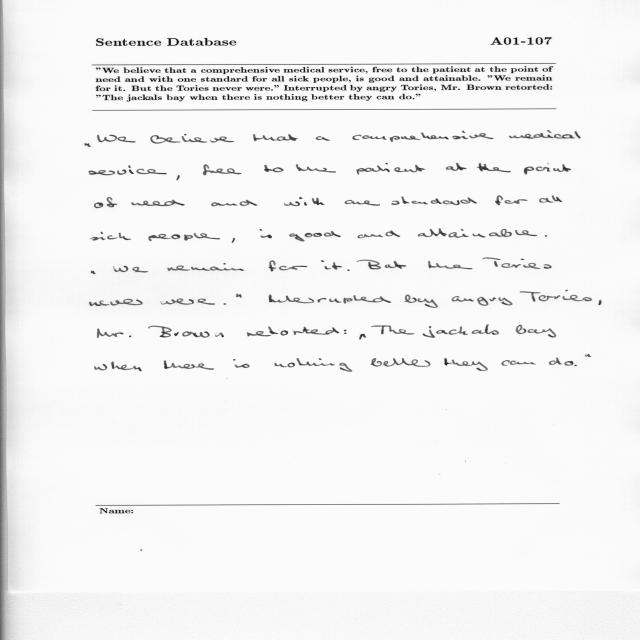 Sentence Database A01-107
"We believe that a comprehensive medical service, free to the patient at the point of
need and with one standard for all sick people, is good and attainable. "We remain
for it. But the Tories never were." Interrupted by angry Tories, Mr. Brown retorted:
"The jackals bay when there is nothing better they can do."
„We believe that a comprehensive medical
service, free to the patient at the point
of need and with one standard for all
sick people, is good and attainable.
„We remain for it. But the Tories
never were." Interrupted by angry Tories,
Mr. Brown retorted: „The jackals bay
when there is nothing better they can do."
Name: